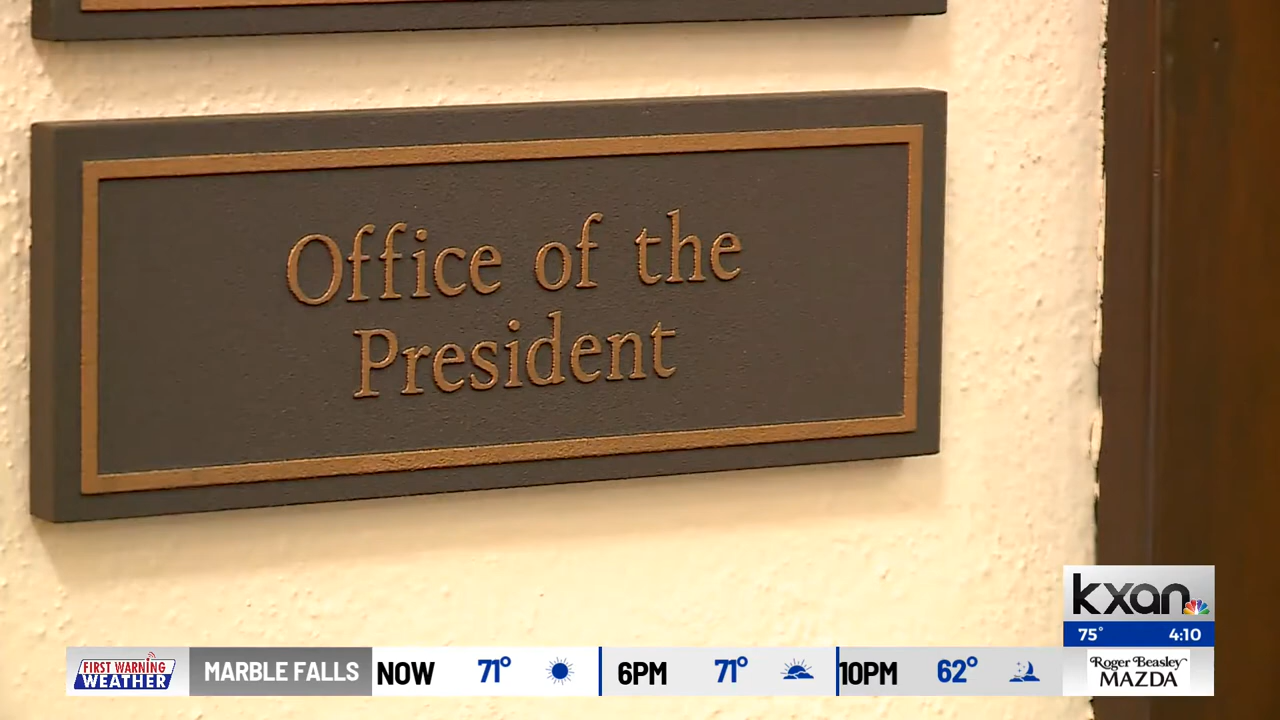 Office of the
President
kxan
75° 4:10
FIRST WARNING
WEATHER
MARBLE FALLS NOW 71° 6PM 71° 10PM 62°
Roger Beasley
MAZDA